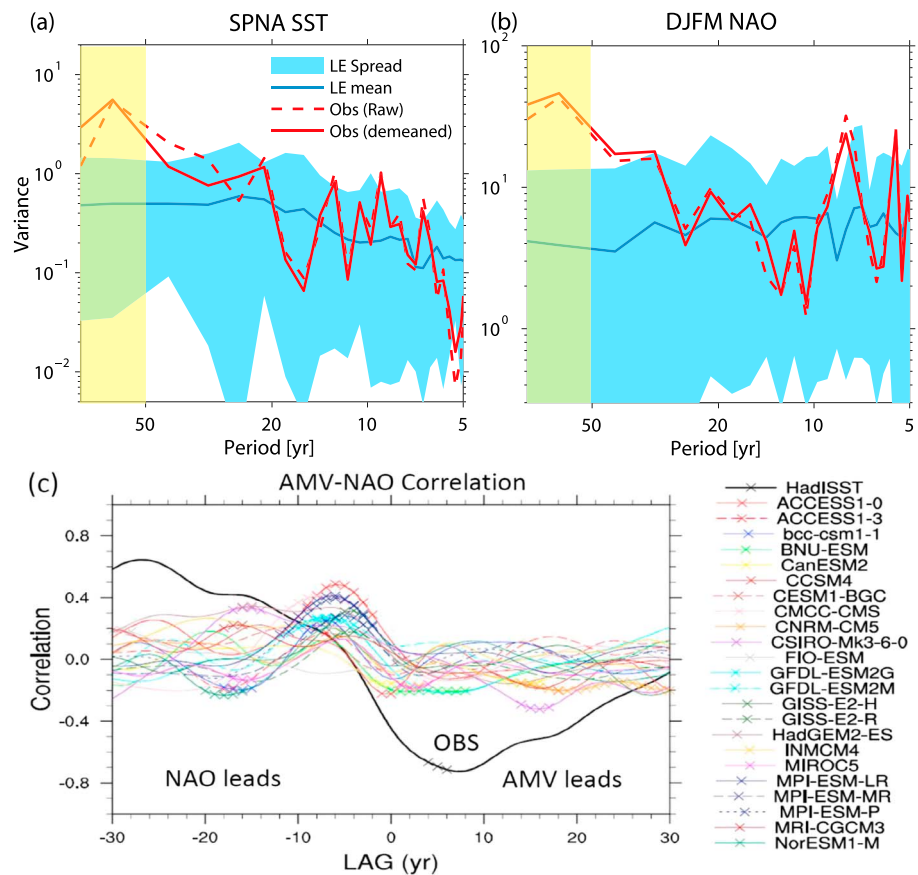 (a) SPNA SST
10^1
10^0
10^-1
10^-2
Variance
LE Spread
LE mean
Obs (Raw)
Obs (demeaned)
50 20 10 5
Period [yr]
(b) DJFM NAO
10^2
10^1
10^0
50 20 10 5
Period [yr]
(c) AMV-NAO Correlation
0.8
0.4
0.0
-0.4
-0.8
Correlation
OBS
NAO leads
AMV leads
-30 -20 -10 0 10 20 30
LAG (yr)
HadISST
ACCESS1-0
ACCESS1-3
bcc-csm1-1
BNU-ESM
CanESM2
CCSM4
CESM1-BGC
CMCC-CMS
CNRM-CM5
CSIRO-Mk3-6-0
FIO-ESM
GFDL-ESM2G
GFDL-ESM2M
GISS-E2-H
GISS-E2-R
HadGEM2-ES
INMCM4
MIROC5
MPI-ESM-LR
MPI-ESM-MR
MPI-ESM-P
MRI-CGCM3
NorESM1-M